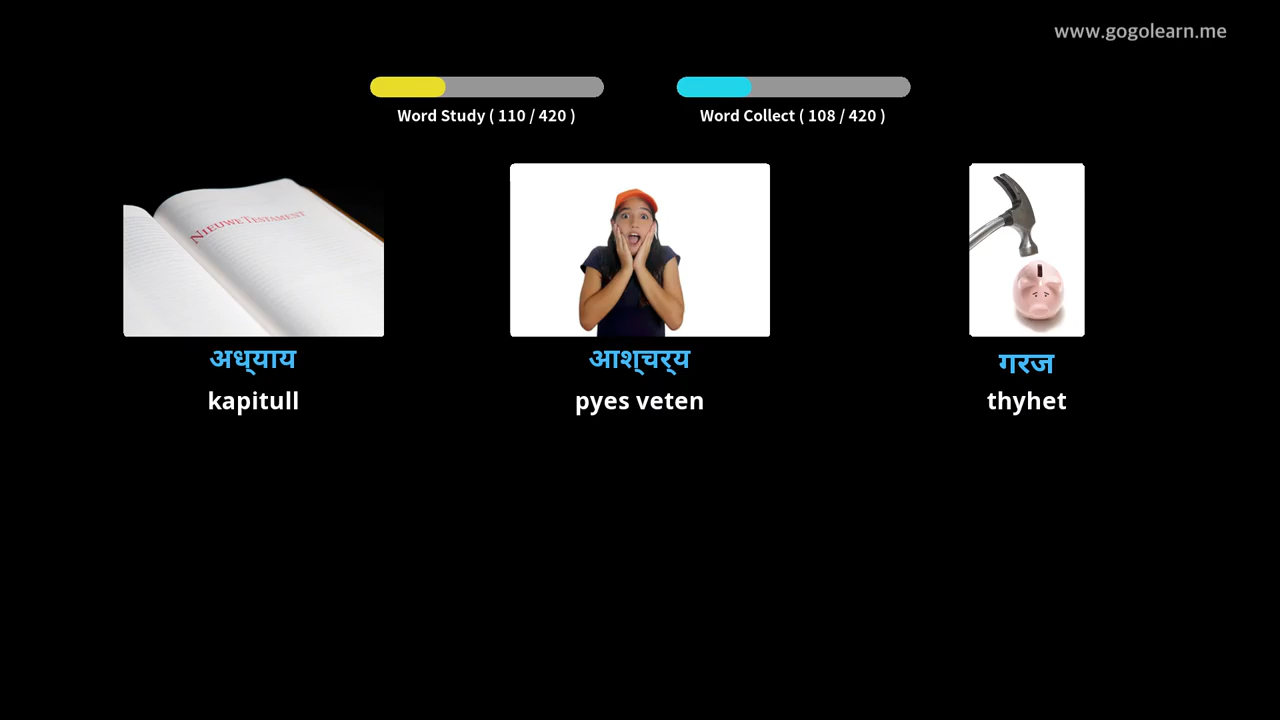 www.gogolearn.me
Word Study ( 110 / 420 )
Word Collect ( 108 / 420 )
NIEUWE TESTAMENT
अध्याय
आश्चर्य
गरज
kapitull
pyes veten
thyhet